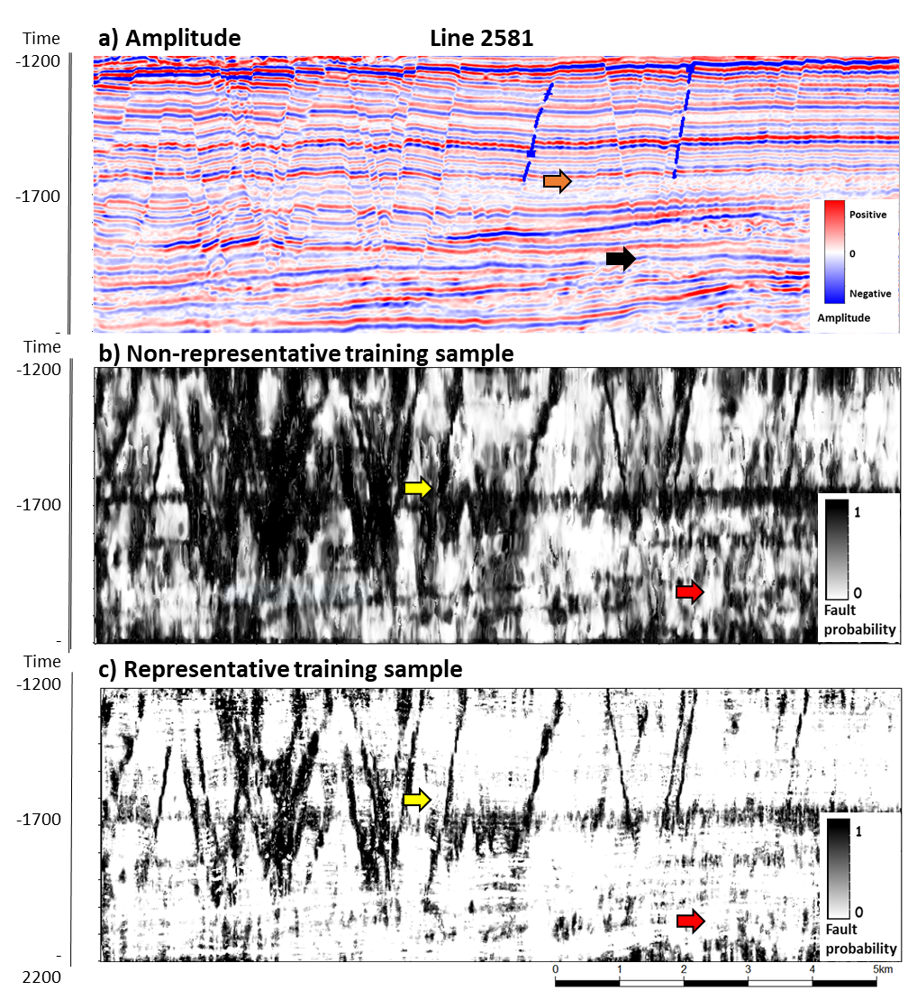 Time
a) Amplitude
Line 2581
-1200
-1700
Positive
0
Negative
Amplitude
-
Time
b) Non-representative training sample
-1200
-1700
1
0
Fault
probability
-
Time
c) Representative training sample
-1200
-1700
1
0
Fault
probability
-
2200
0 1 2 3 4 5km